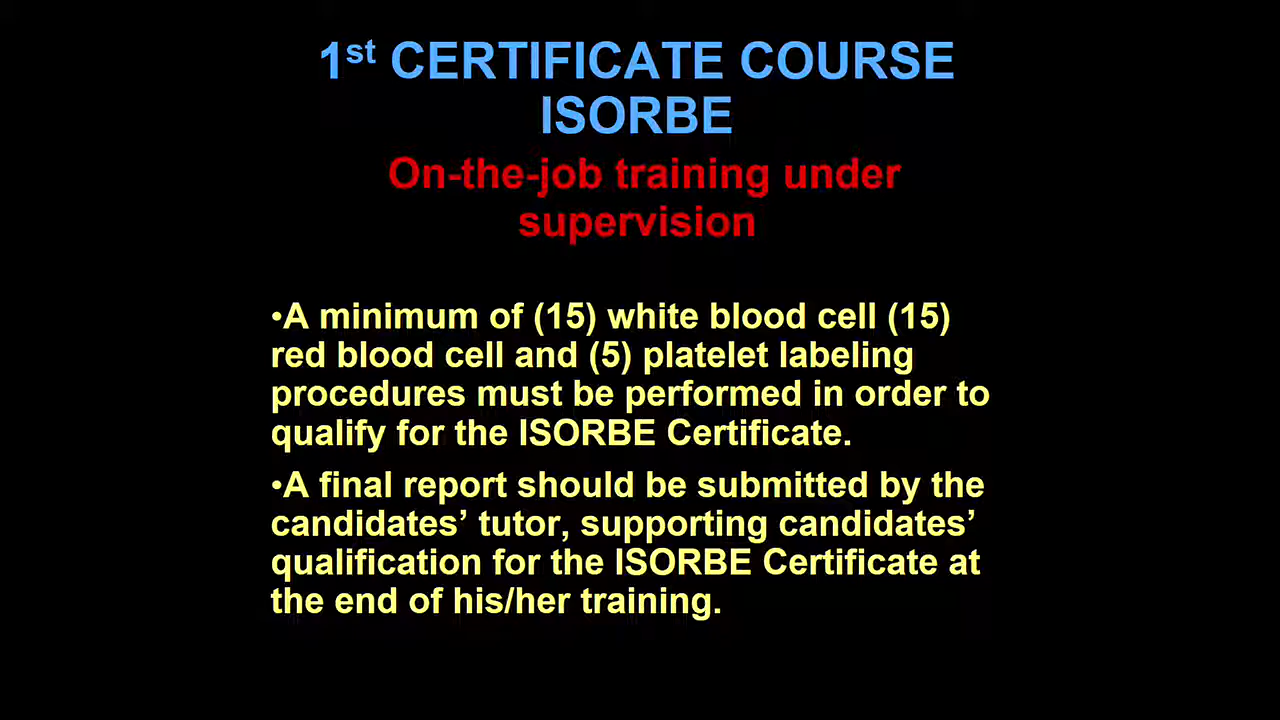 1st CERTIFICATE COURSE
ISORBE
On-the-job training under
supervision
•A minimum of (15) white blood cell (15)
red blood cell and (5) platelet labeling
procedures must be performed in order to
qualify for the ISORBE Certificate.
•A final report should be submitted by the
candidates’ tutor, supporting candidates’
qualification for the ISORBE Certificate at
the end of his/her training.